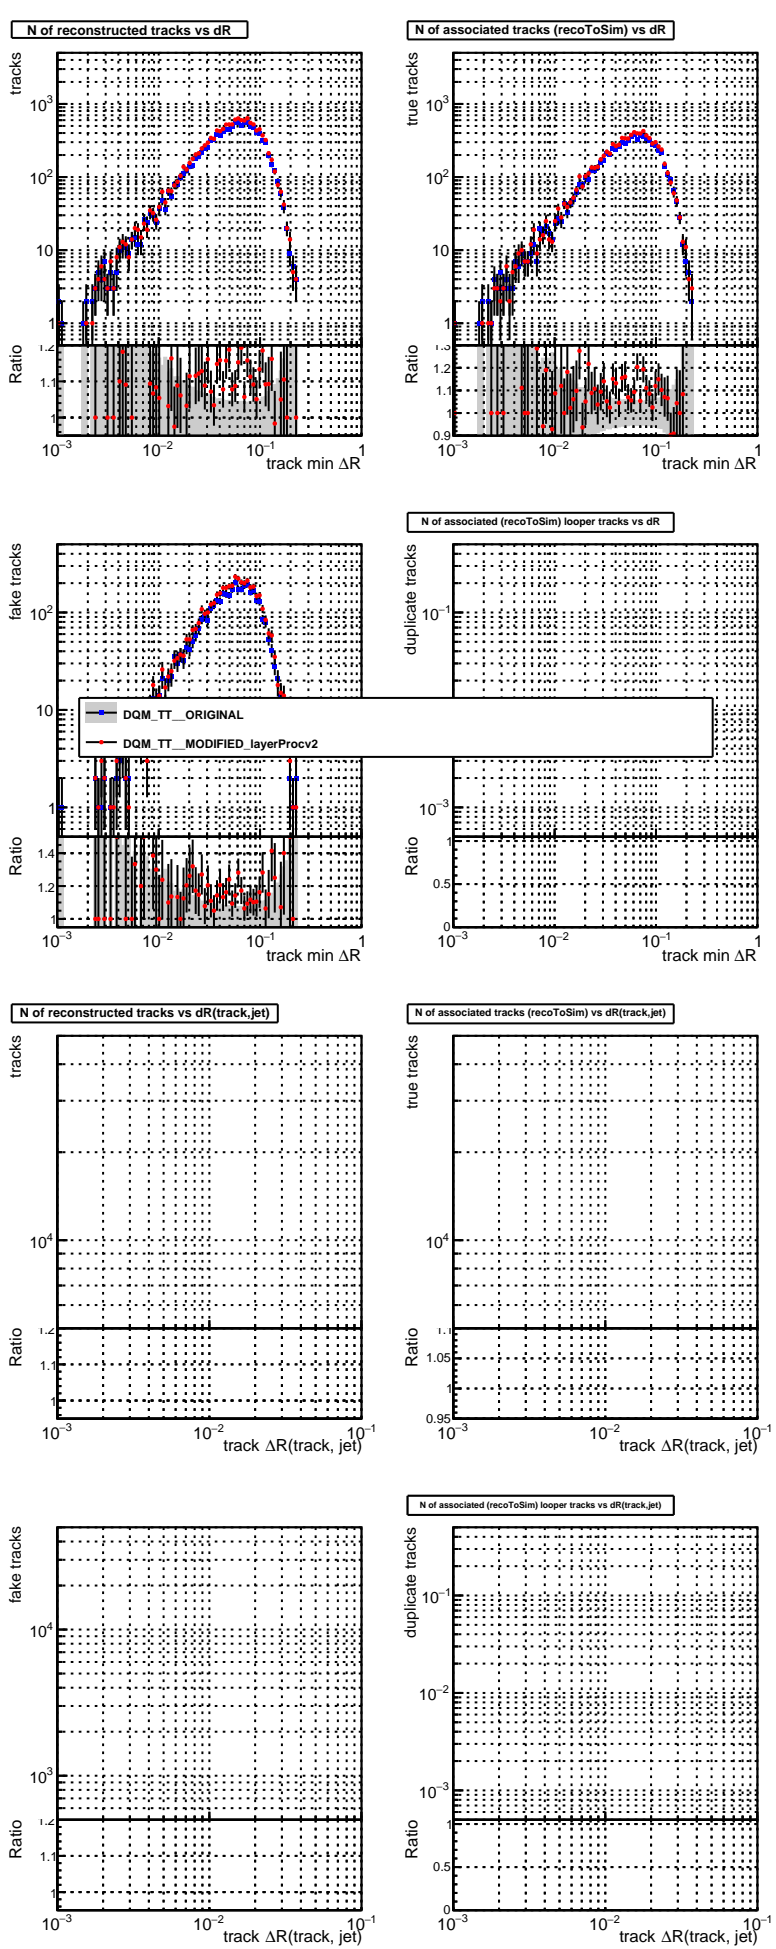 N of reconstructed tracks vs dR
tracks
10³
10²
10
1
Ratio
1.2
1.1
1
10⁻³ 10⁻² 10⁻¹ 1
track min ΔR
N of associated tracks (recoToSim) vs dR
true tracks
10³
10²
10
1
Ratio
1.3
1.2
1.1
1
0.9
10⁻³ 10⁻² 10⁻¹ 1
track min ΔR
fake tracks
10²
10
1
Ratio
1.4
1.2
1
10⁻³ 10⁻² 10⁻¹ 1
track min ΔR
N of associated (recoToSim) looper tracks vs dR
duplicate tracks
10⁻¹
10⁻³
Ratio
1
0.5
0
10⁻³ 10⁻² 10⁻¹ 1
track min ΔR
DQM_TT__ORIGINAL
DQM_TT__MODIFIED_layerProcv2
N of reconstructed tracks vs dR(track,jet)
tracks
10⁴
Ratio
1.2
1.1
1
10⁻³ 10⁻² 10⁻¹
track ΔR(track, jet)
N of associated tracks (recoToSim) vs dR(track,jet)
true tracks
10⁴
Ratio
1.1
1.05
1
0.95
10⁻³ 10⁻² 10⁻¹
track ΔR(track, jet)
fake tracks
10⁴
10³
Ratio
1.2
1.1
1
10⁻³ 10⁻² 10⁻¹
track ΔR(track, jet)
N of associated (recoToSim) looper tracks vs dR(track,jet)
duplicate tracks
10⁻¹
10⁻²
10⁻³
Ratio
1
0.5
0
10⁻³ 10⁻² 10⁻¹
track ΔR(track, jet)